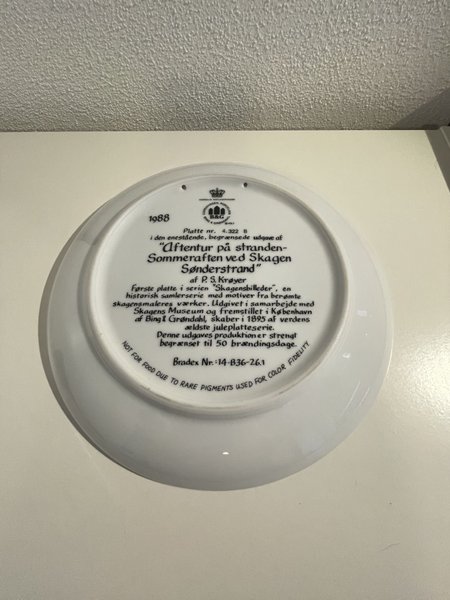 1988
B&G
Platte nr. 4.322 B
i den enestående, begrænsede udgave af
"Aftentur på stranden-
Sommeraften ved Skagen
Sønderstrand"
af P. S. Krøyer
Første platte i serien "Skagensbilleder", en
historisk samlerserie med motiver fra berømte
skagensmaleres værker. Udgivet i samarbejde med
Skagens Museum og fremstillet i København
af Bing & Grøndahl, skaber i 1895 af verdens
ældste juleplatteserie.
Denne udgaves produktion er strengt
begrænset til 50 brændingsdage.
Bradex Nr.: 14-B36-26.1
NOT FOR FOOD DUE TO RARE PIGMENTS USED FOR COLOR FIDELITY.